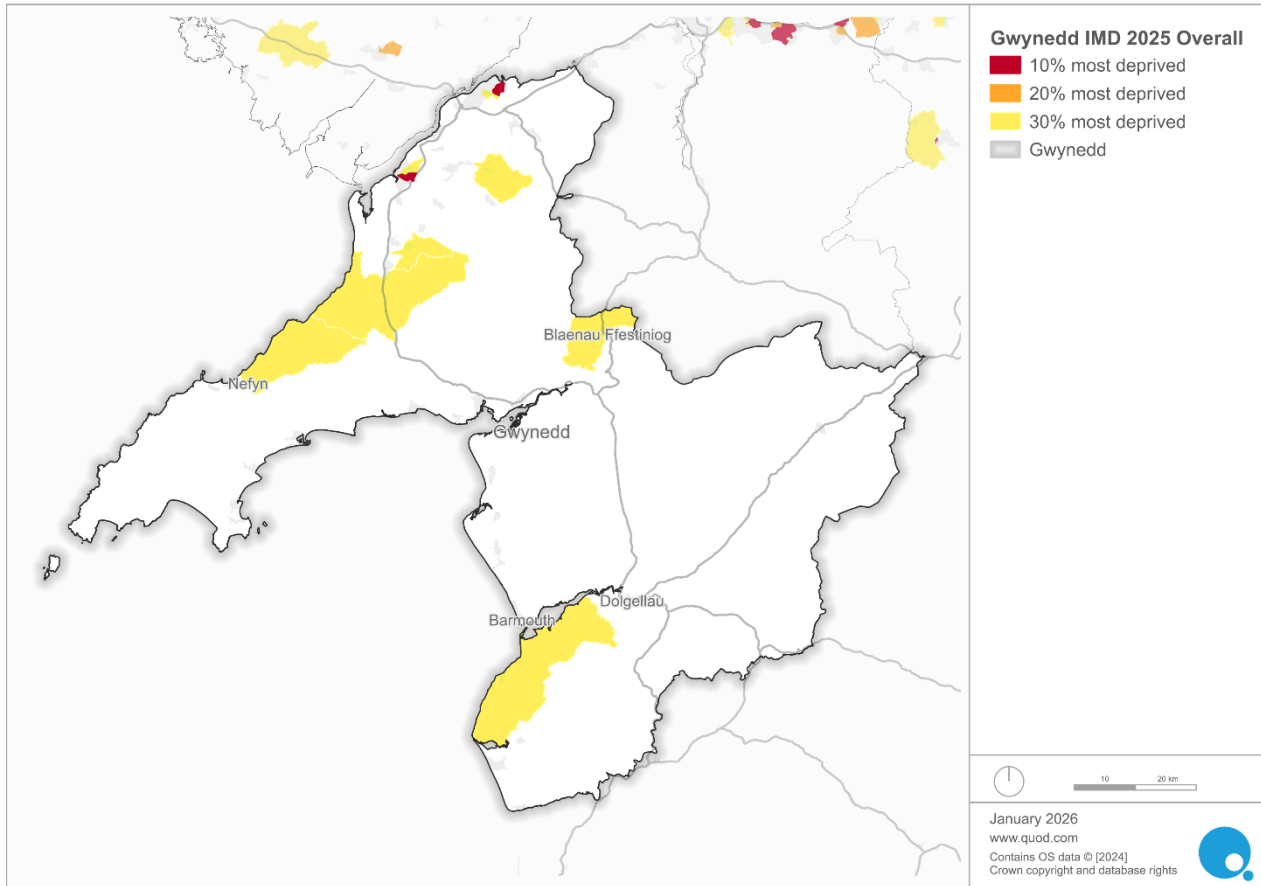 Gwynedd IMD 2025 Overall
10% most deprived
20% most deprived
30% most deprived
Gwynedd
Blaenau Ffestiniog
Nefyn
Gwynedd
Dolgellau
Barmouth
10 20 km
January 2026
www.quod.com
Contains OS data © [2024]
Crown copyright and database rights